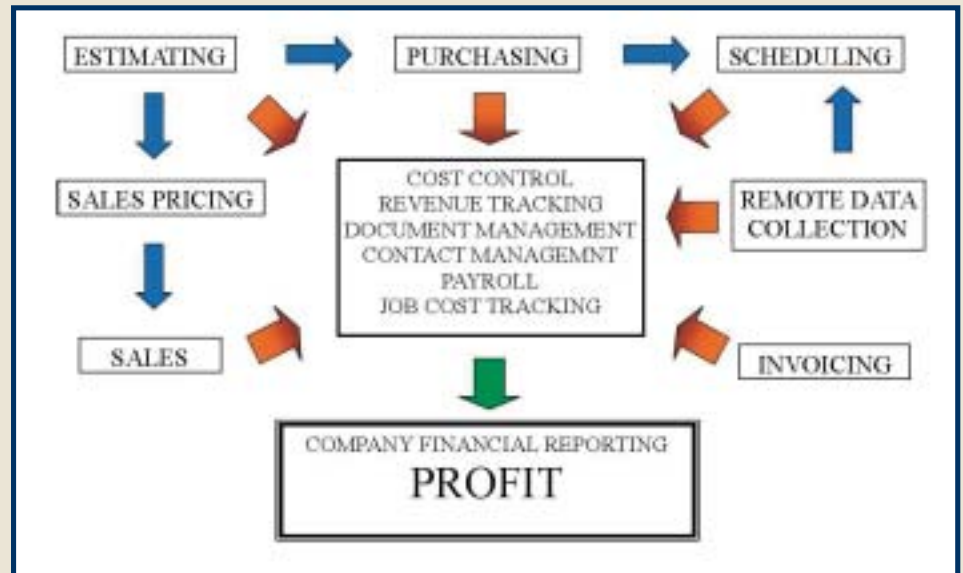 ESTIMATING
PURCHASING
SCHEDULING
SALES PRICING
COST CONTROL
REVENUE TRACKING
DOCUMENT MANAGEMENT
CONTACT MANAGEMNT
PAYROLL
JOB COST TRACKING
REMOTE DATA
COLLECTION
SALES
INVOICING
COMPANY FINANCIAL REPORTING
PROFIT